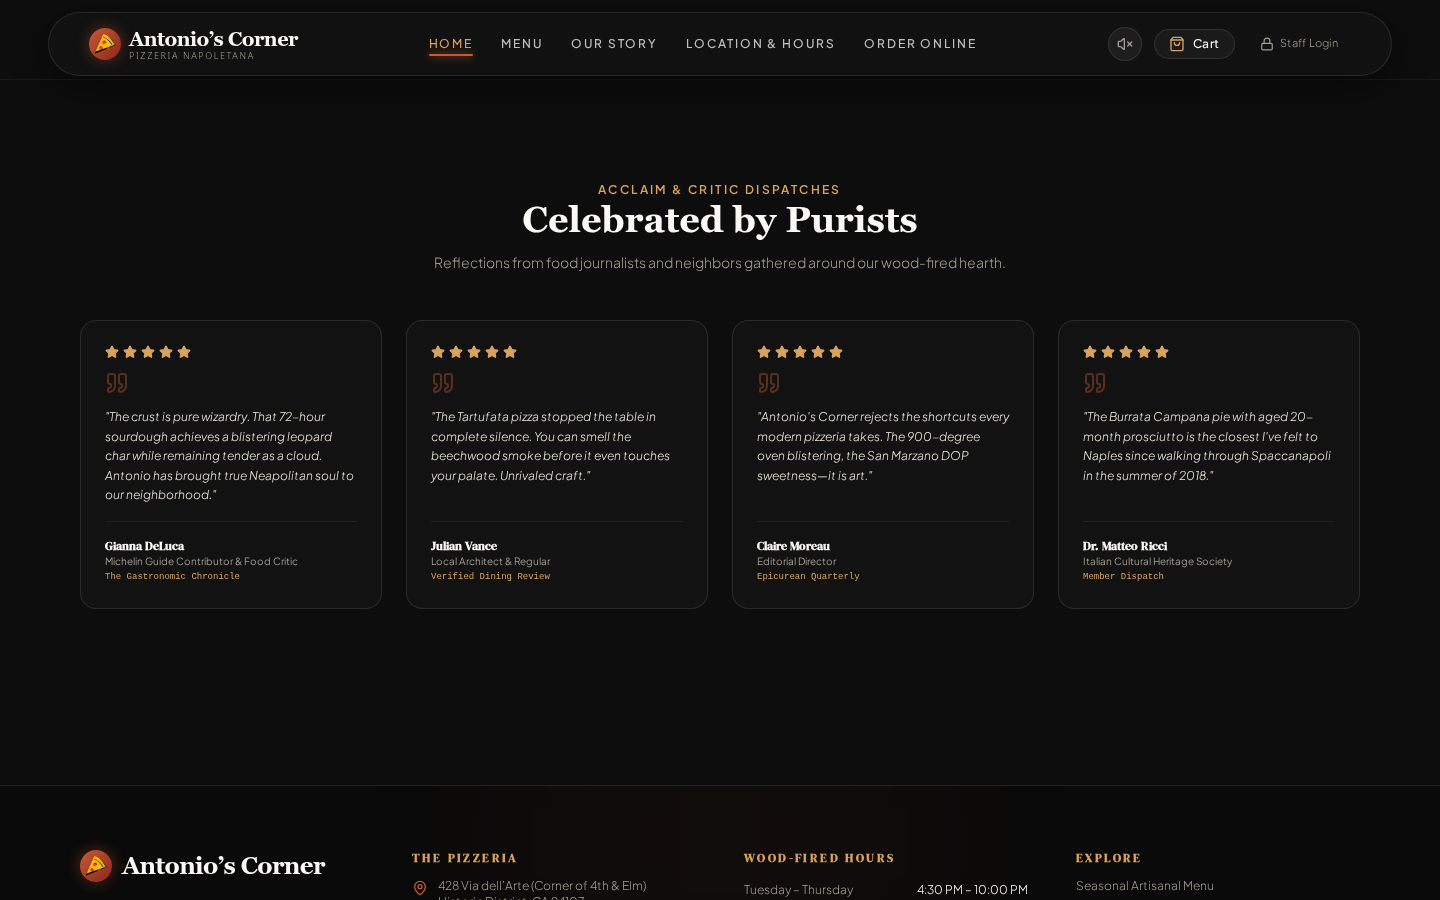 Antonio's Corner
PIZZERIA NAPOLETANA
HOME
MENU
OUR STORY
LOCATION & HOURS
ORDER ONLINE
Cart
Staff Login
ACCLAIM & CRITIC DISPATCHES
Celebrated by Purists
Reflections from food journalists and neighbors gathered around our wood-fired hearth.
"The crust is pure wizardry. That 72-hour
sourdough achieves a blistering leopard
char while remaining tender as a cloud.
Antonio has brought true Neapolitan soul to
our neighborhood."
Gianna DeLuca
Michelin Guide Contributor & Food Critic
The Gastronomic Chronicle
"The Tartufata pizza stopped the table in
complete silence. You can smell the
beechwood smoke before it even touches
your palate. Unrivaled craft."
Julian Vance
Local Architect & Regular
Verified Dining Review
"Antonio's Corner rejects the shortcuts every
modern pizzeria takes. The 900-degree
oven blistering, the San Marzano DOP
sweetness—it is art."
Claire Moreau
Editorial Director
Epicurean Quarterly
"The Burrata Campana pie with aged 20-
month prosciutto is the closest I've felt to
Naples since walking through Spaccanapoli
in the summer of 2018."
Dr. Matteo Ricci
Italian Cultural Heritage Society
Member Dispatch
Antonio's Corner
THE PIZZERIA
428 Via dell'Arte (Corner of 4th & Elm)
WOOD-FIRED HOURS
Tuesday – Thursday
4:30 PM – 10:00 PM
EXPLORE
Seasonal Artisanal Menu